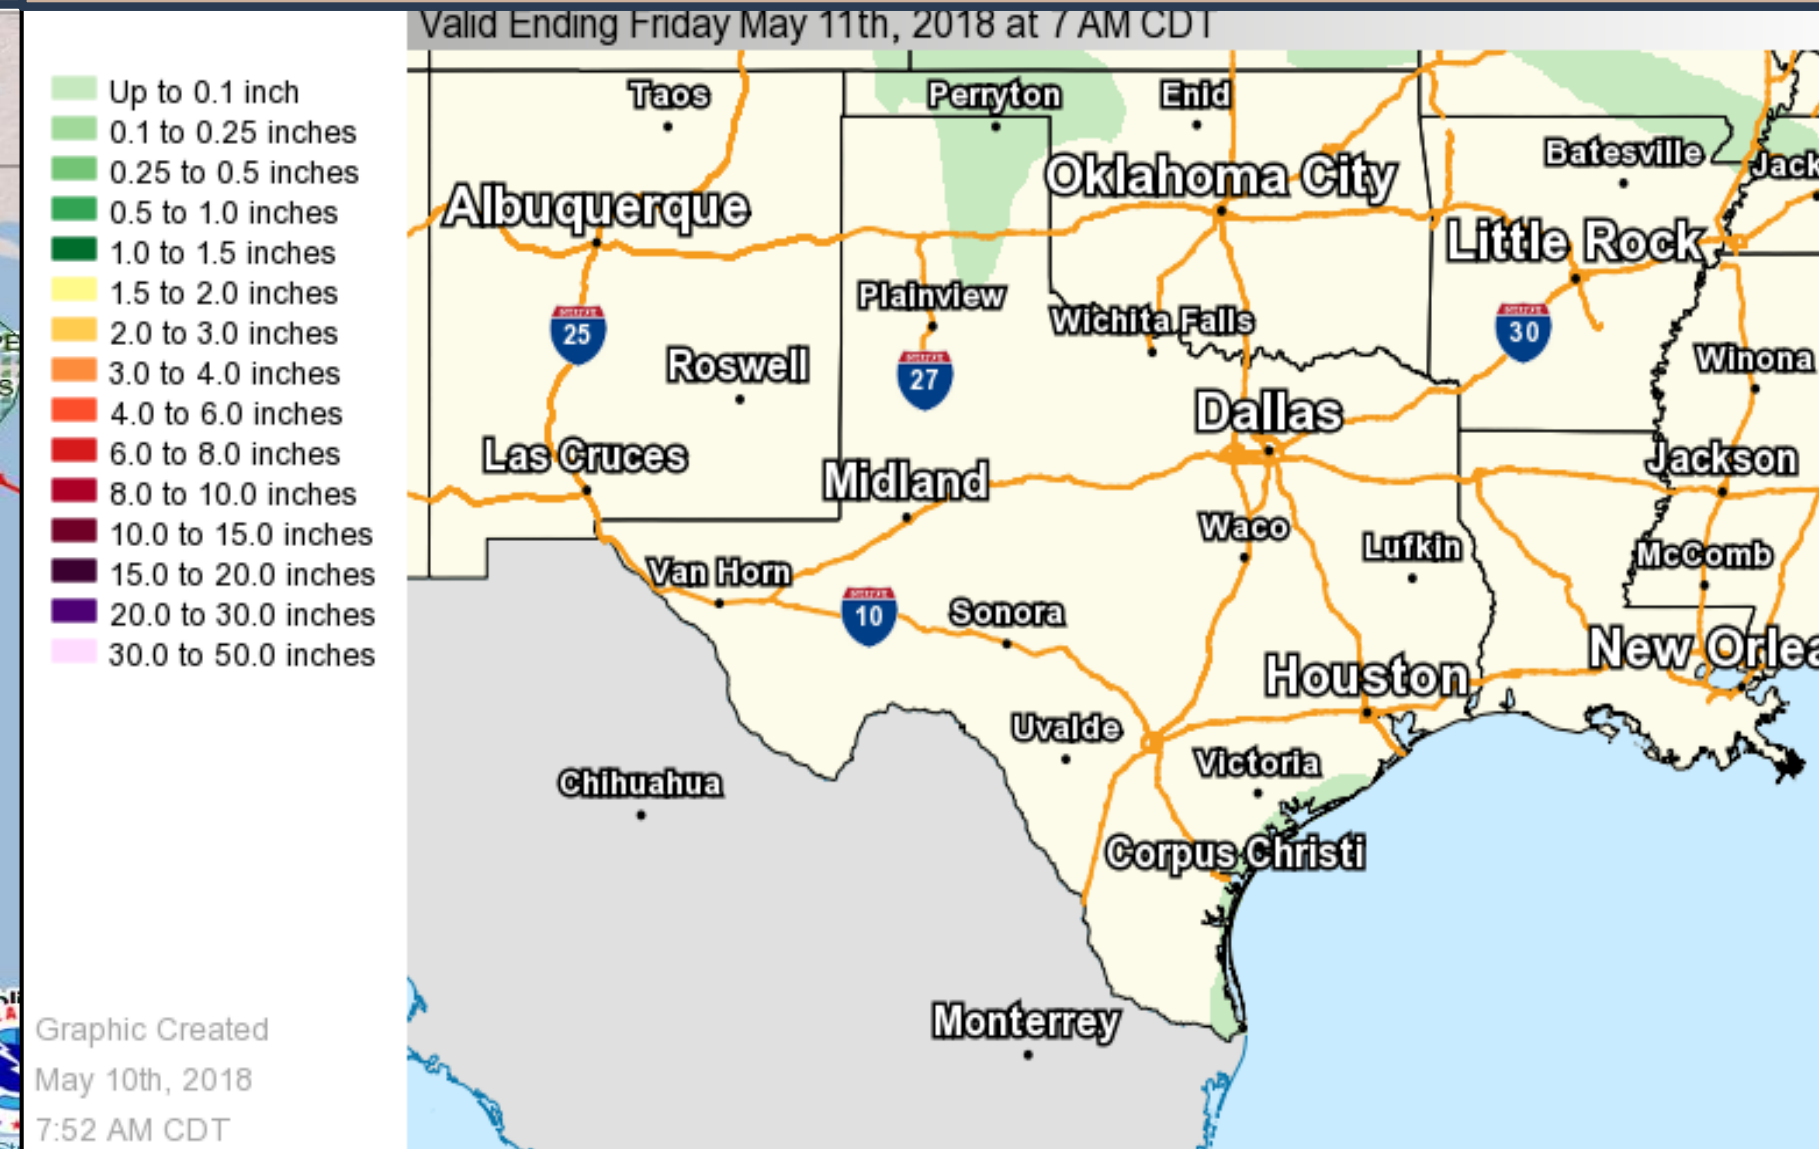 Valid Ending Friday May 11th, 2018 at 7 AM CDT
Up to 0.1 inch
0.1 to 0.25 inches
0.25 to 0.5 inches
0.5 to 1.0 inches
1.0 to 1.5 inches
1.5 to 2.0 inches
2.0 to 3.0 inches
3.0 to 4.0 inches
4.0 to 6.0 inches
6.0 to 8.0 inches
8.0 to 10.0 inches
10.0 to 15.0 inches
15.0 to 20.0 inches
20.0 to 30.0 inches
30.0 to 50.0 inches
Graphic Created
May 10th, 2018
7:52 AM CDT
Taos
Perryton
Enid
Batesville
Jack
Oklahoma City
Albuquerque
Little Rock
Plainview
Wichita Falls
25
30
Roswell
27
Winona
Dallas
Las Cruces
Midland
Jackson
Waco
Lufkin
McComb
Van Horn
10
Sonora
New Orlea
Houston
Uvalde
Victoria
Chihuahua
Corpus Christi
Monterrey